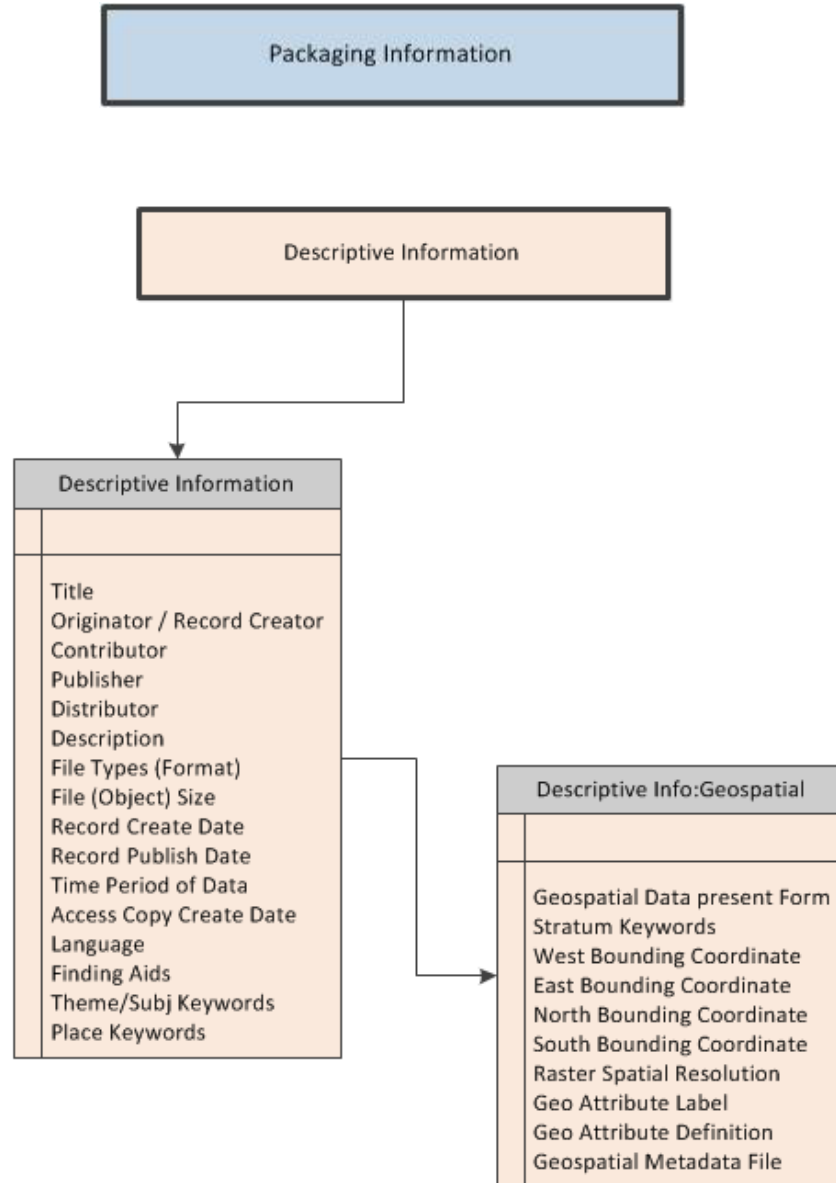 Packaging Information
Descriptive Information
Descriptive Information
Title
Originator / Record Creator
Contributor
Publisher
Distributor
Description
File Types (Format)
File (Object) Size
Record Create Date
Record Publish Date
Time Period of Data
Access Copy Create Date
Language
Finding Aids
Theme/Subj Keywords
Place Keywords
Descriptive Info:Geospatial
Geospatial Data present Form
Stratum Keywords
West Bounding Coordinate
East Bounding Coordinate
North Bounding Coordinate
South Bounding Coordinate
Raster Spatial Resolution
Geo Attribute Label
Geo Attribute Definition
Geospatial Metadata File